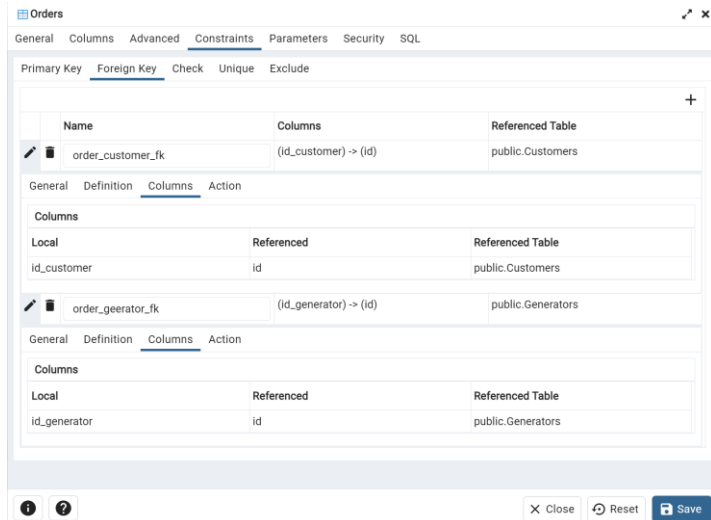 Orders
General Columns Advanced Constraints Parameters Security SQL
Primary Key Foreign Key Check Unique Exclude
Name Columns Referenced Table
order_customer_fk (id_customer) -> (id) public.Customers
General Definition Columns Action
Columns
Local Referenced Referenced Table
id_customer id public.Customers
order_geerator_fk (id_generator) -> (id) public.Generators
General Definition Columns Action
Columns
Local Referenced Referenced Table
id_generator id public.Generators
Close Reset Save